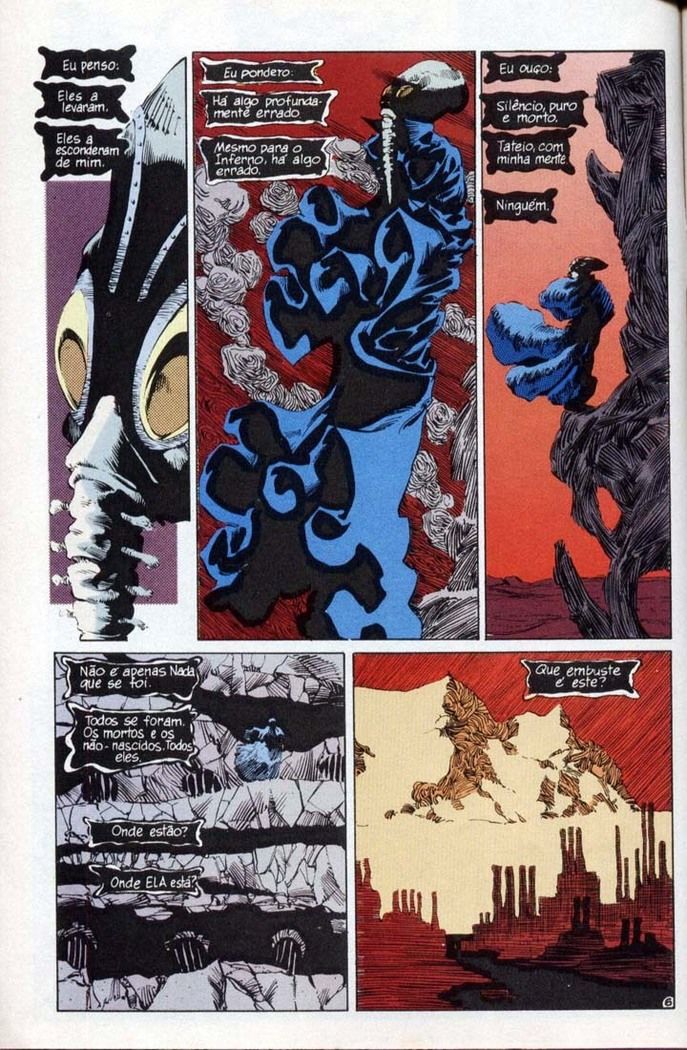 Eu penso:
Eles a
levaram.
Eles a
esconderam
de mim.
Eu pondero:
Há algo profunda-
mente errado
Mesmo para o
Inferno, há algo
errado.
Eu ouço:
Silêncio, puro
e morto.
Tateio, com
minha mente.
Ninguém.
Não é apenas Nada
que se foi.
Todos se foram.
Os mortos e os
não-nascidos. Todos
eles.
Onde estão?
Onde ELA está?
Que embuste
é este?
6